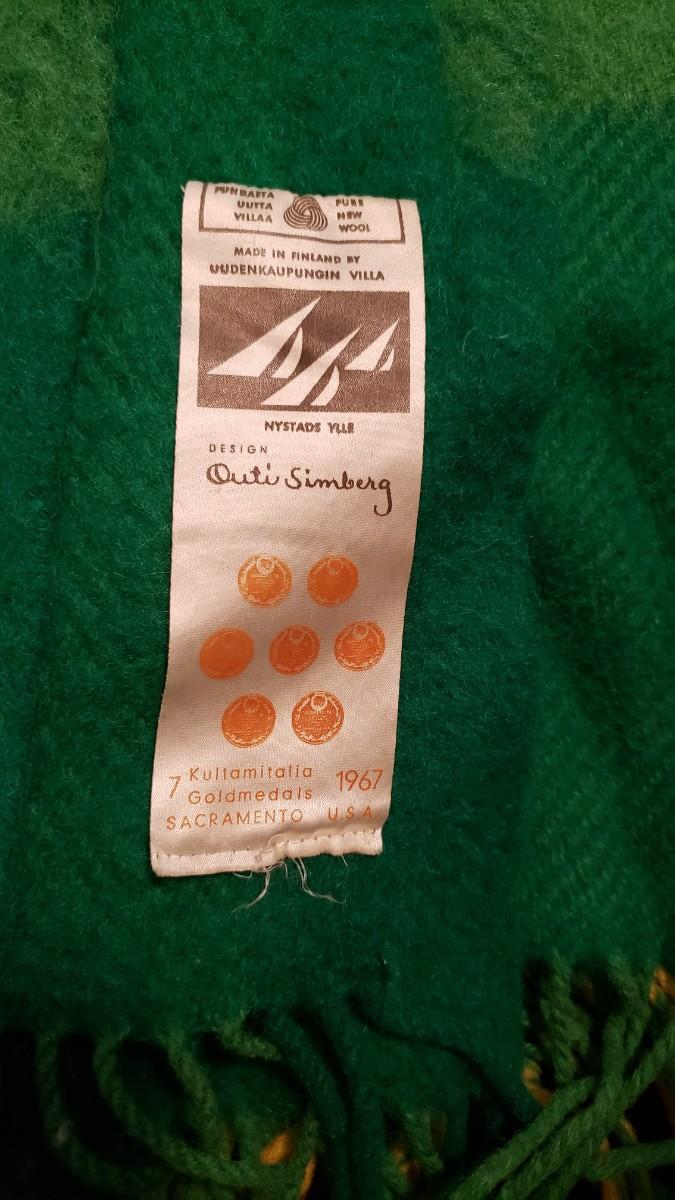 PUHDASTA
UUTTA
VILLAA
PURE
NEW
WOOL
MADE IN FINLAND BY
UUDENKAUPUNGIN VILLA
NYSTADS YLLE
DESIGN
Outi Simberg
7 Kultamitalia 1967
Goldmedals
SACRAMENTO U.S.A.